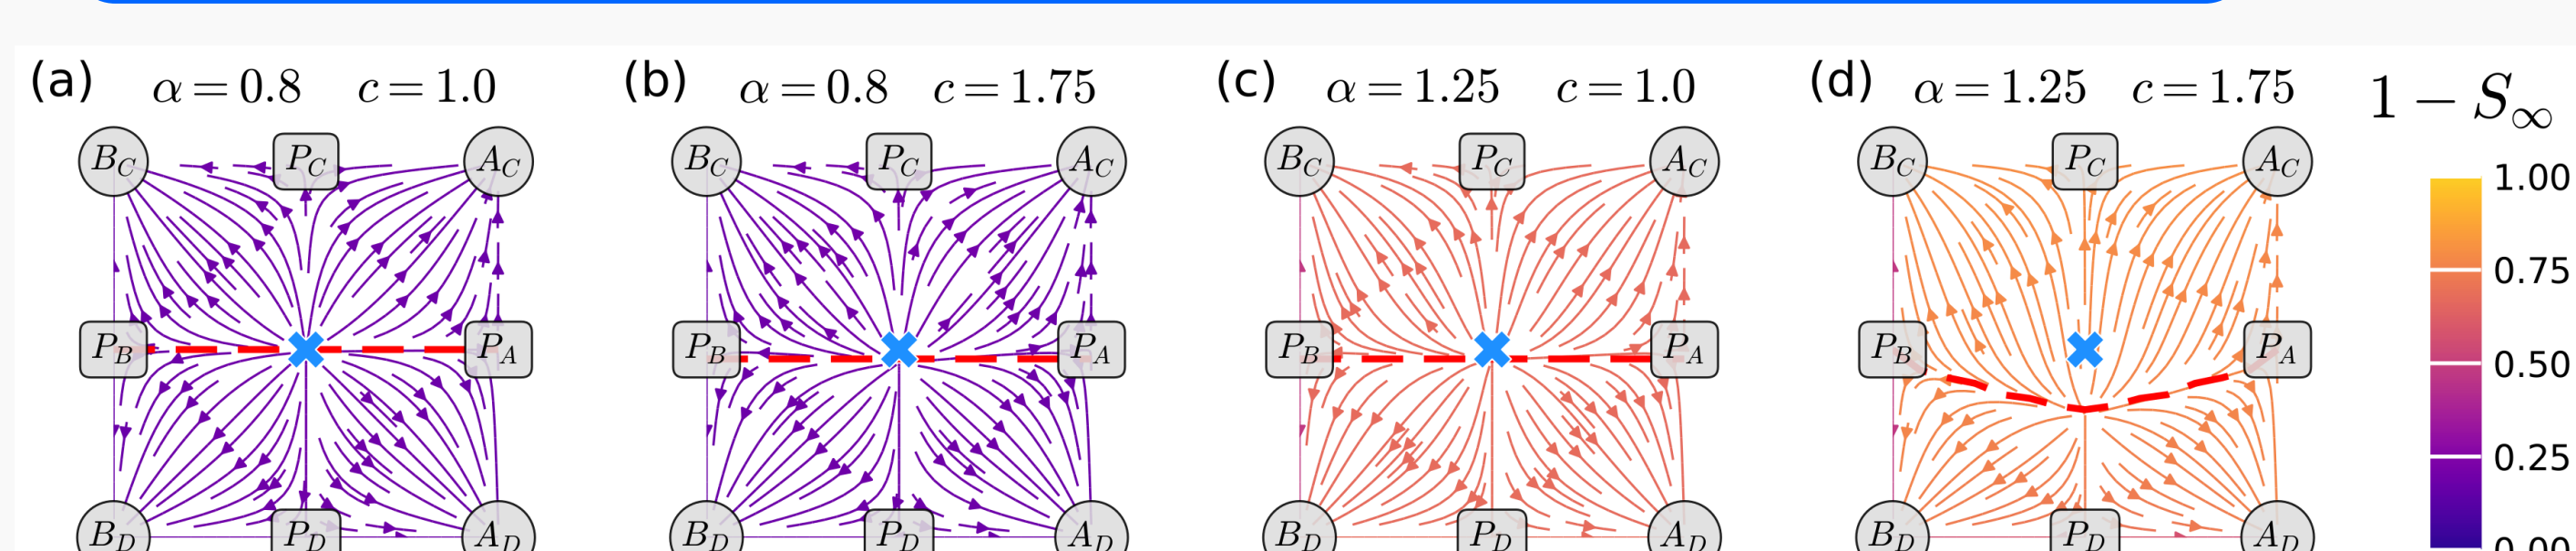 (a) α = 0.8 c = 1.0 (b) α = 0.8 c = 1.75 (c) α = 1.25 c = 1.0 (d) α = 1.25 c = 1.75 1 − S∞
B_C P_C A_C B_C P_C A_C B_C P_C A_C B_C P_C A_C 1.00
0.75
P_B P_A P_B P_A P_B P_A P_B P_A 0.50
0.25
B_D P_D A_D B_D P_D A_D B_D P_D A_D B_D P_D A_D 0.00